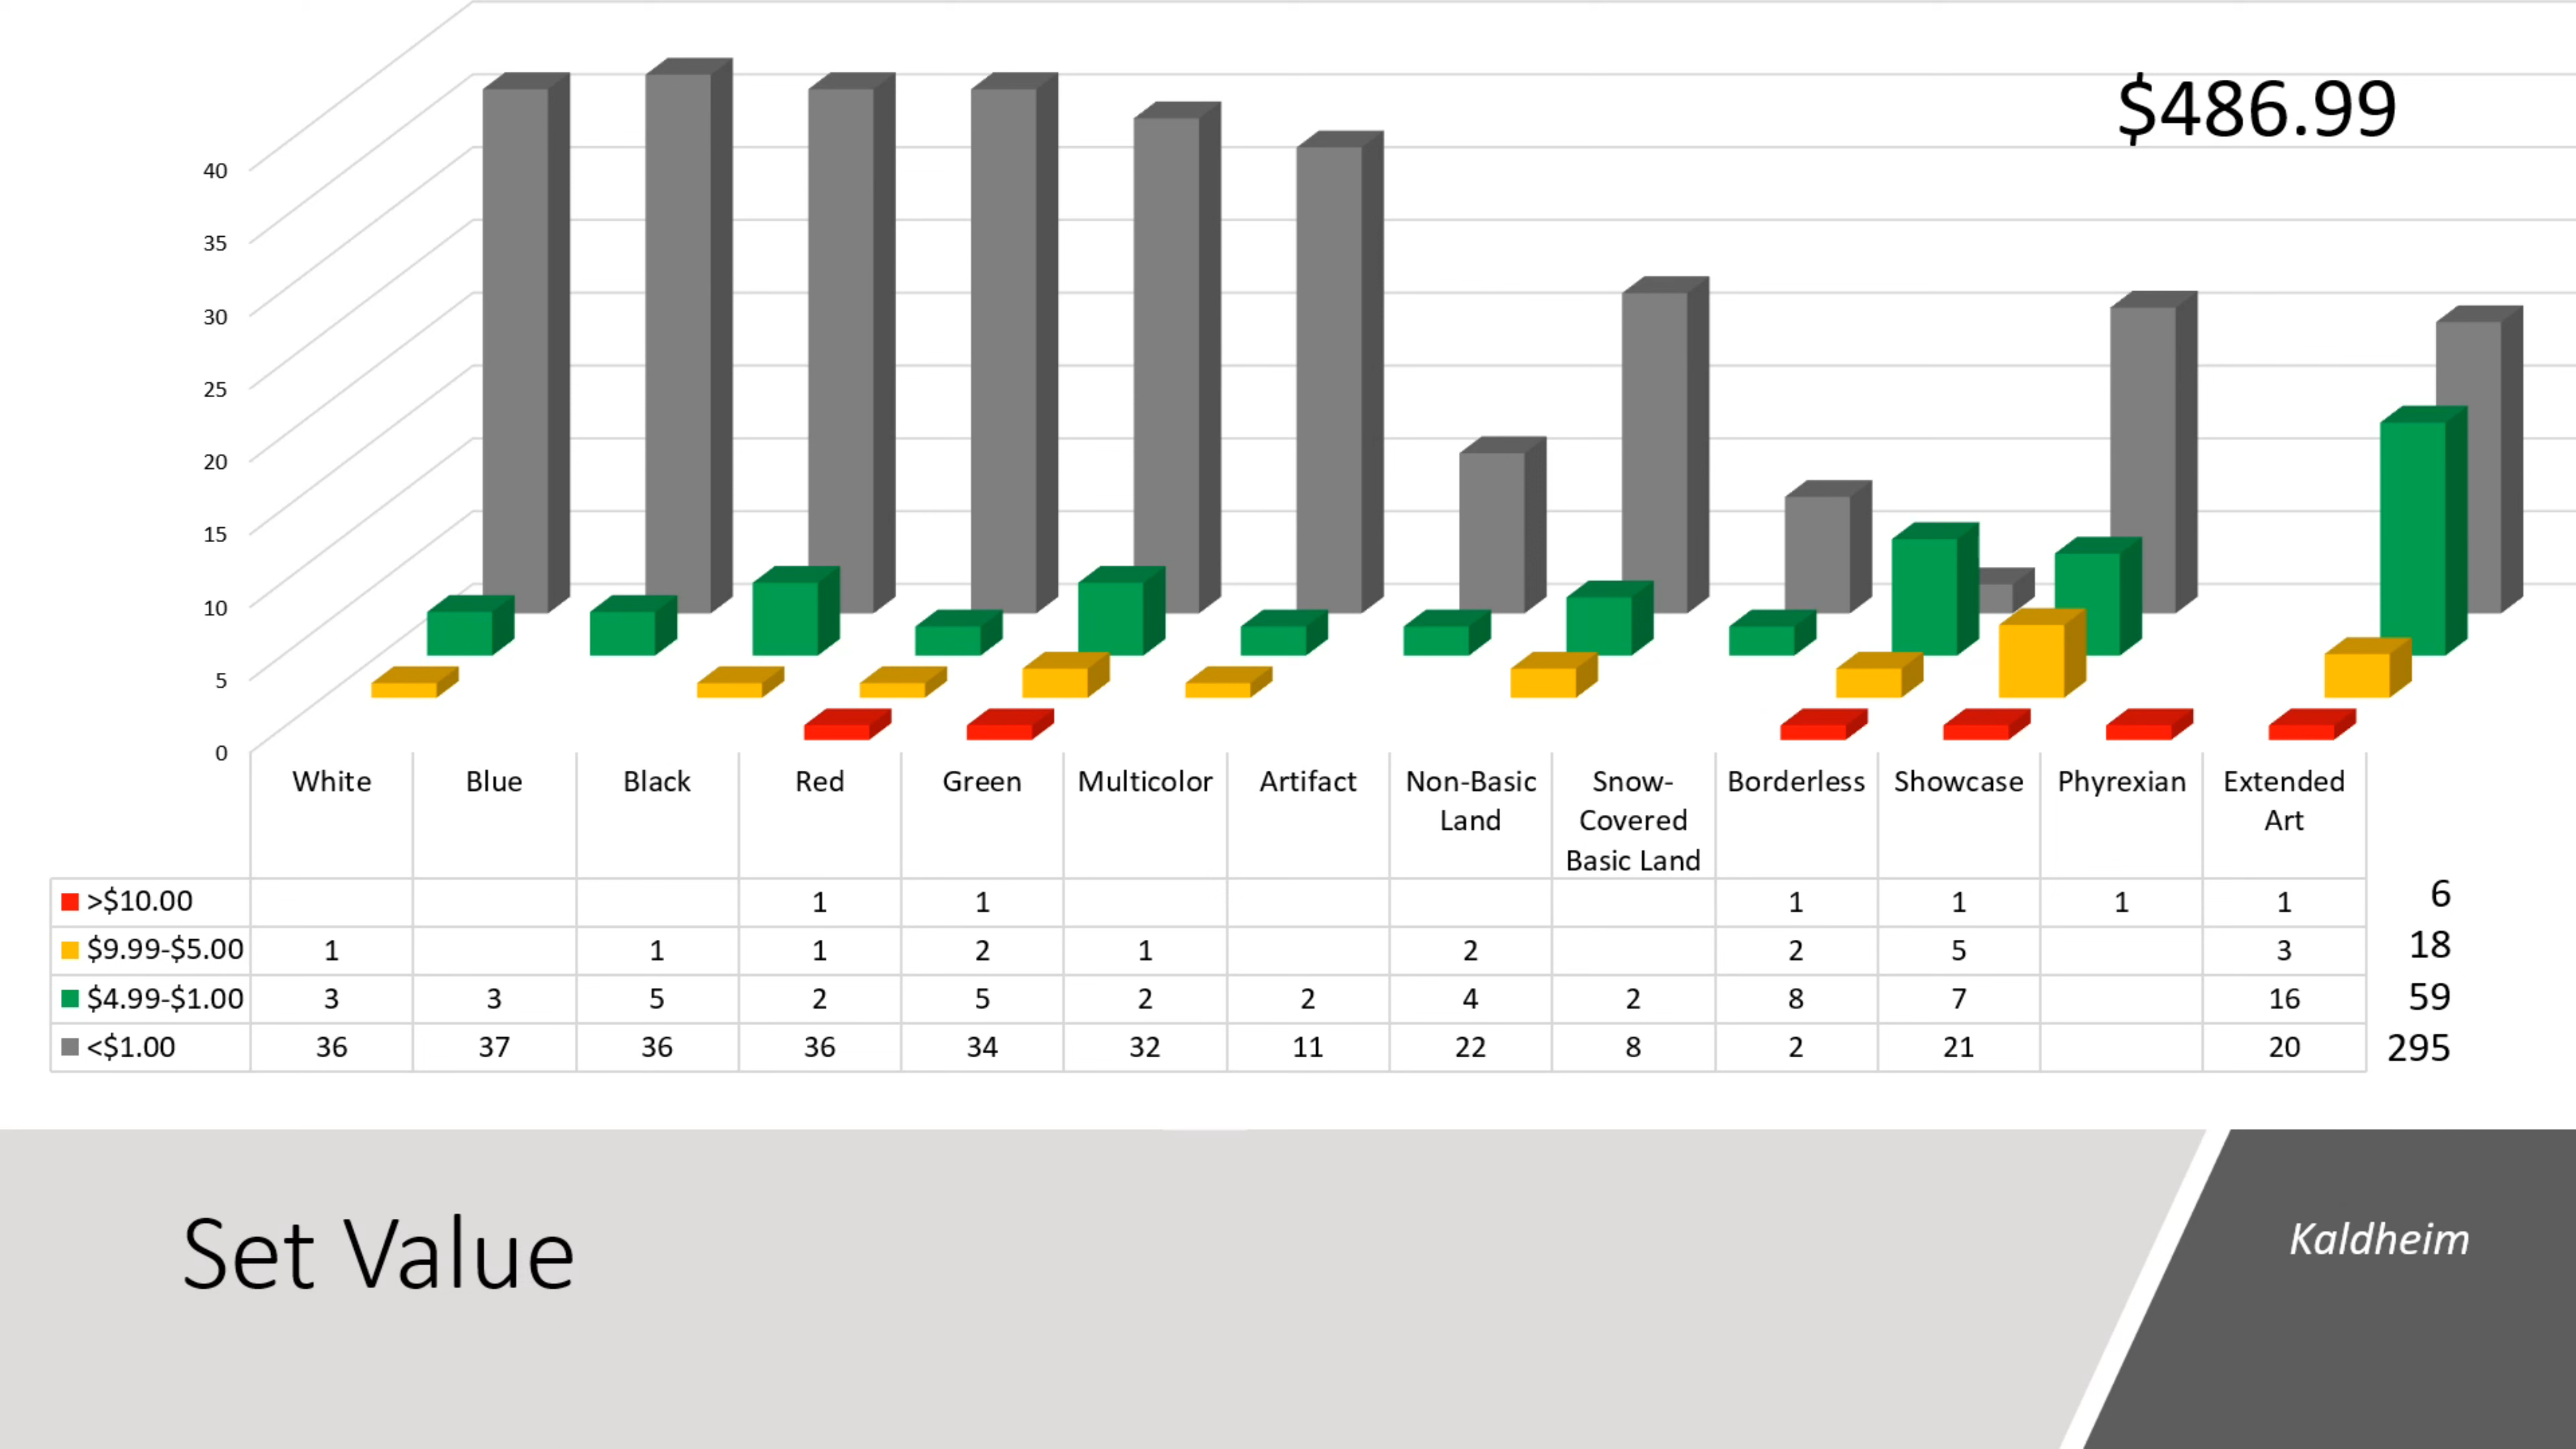 $486.99
40
35
30
25
20
15
10
5
0
White Blue Black Red Green Multicolor Artifact Non-Basic Land Snow-Covered Basic Land Borderless Showcase Phyrexian Extended Art
>$10.00 1 1 1 1 1 1 6
$9.99-$5.00 1 1 1 2 1 2 2 5 3 18
$4.99-$1.00 3 3 5 2 5 2 2 4 2 8 7 16 59
<$1.00 36 37 36 36 34 32 11 22 8 2 21 20 295
Set Value
Kaldheim